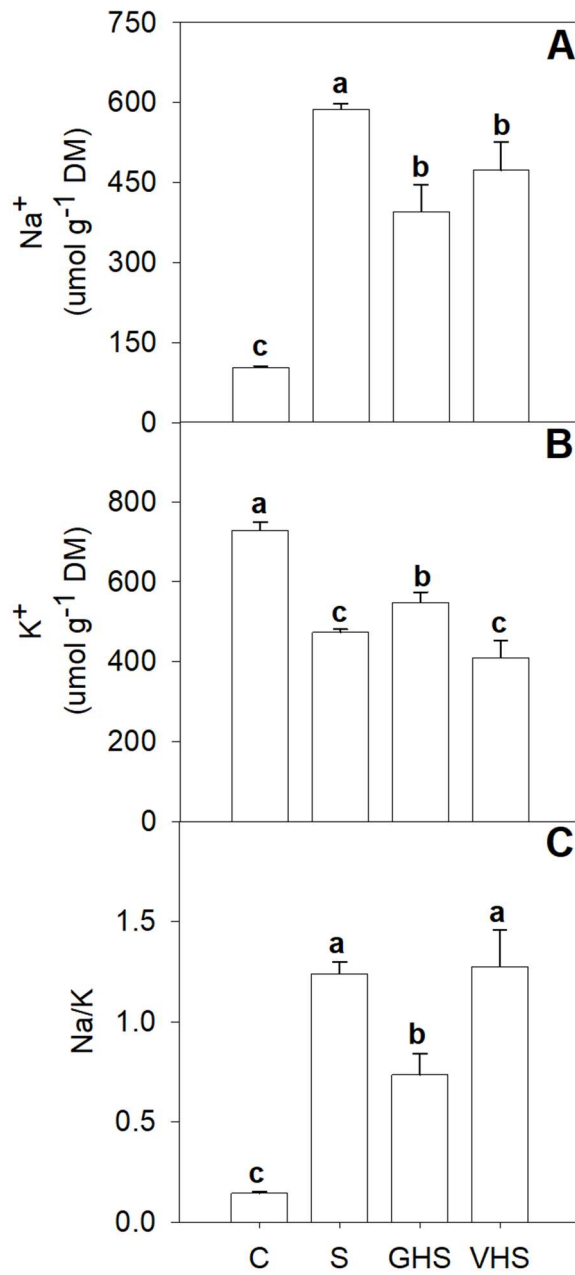 750
A
a
600
b
b
450
300
150
c
0
Na+
(umol g-1 DM)
B
800
a
600
b
c
c
400
200
0
K+
(umol g-1 DM)
C
1.5
a
a
1.0
b
0.5
c
0.0
Na/K
C S GHS VHS